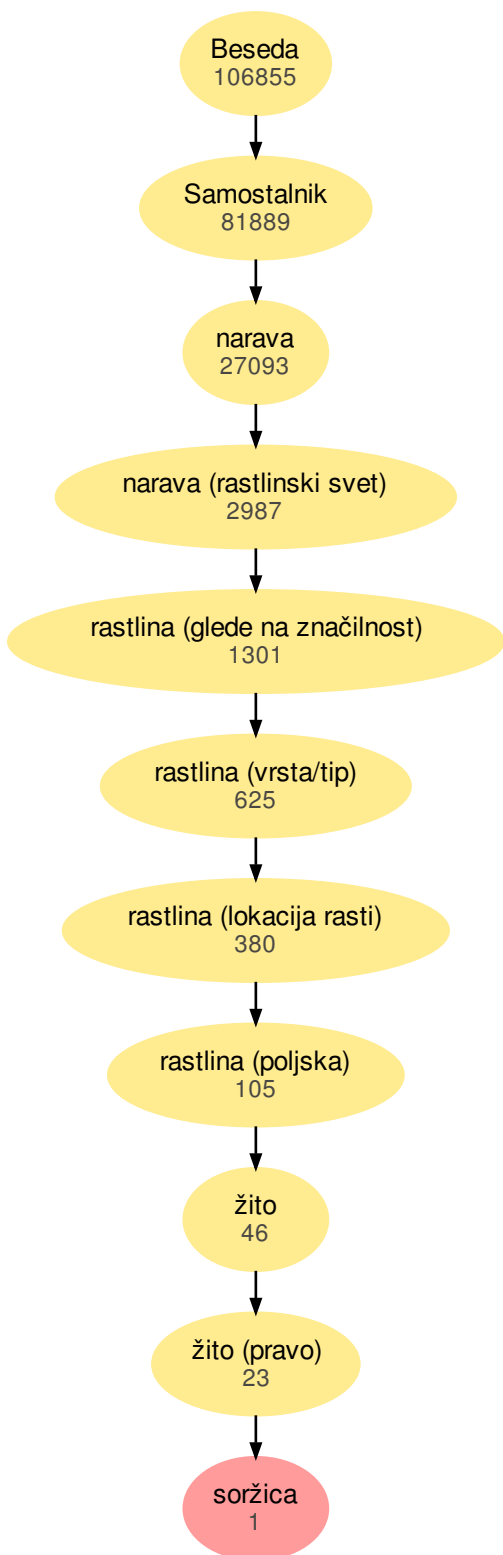 Beseda
106855
Samostalnik
81889
narava
27093
narava (rastlinski svet)
2987
rastlina (glede na značilnost)
1301
rastlina (vrsta/tip)
625
rastlina (lokacija rasti)
380
rastlina (poljska)
105
žito
46
žito (pravo)
23
soržica
1